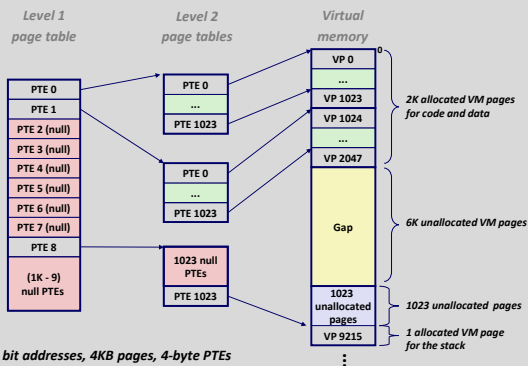 Level 1
page table
Level 2
page tables
Virtual
memory
PTE 0
PTE 1
PTE 2 (null)
PTE 3 (null)
PTE 4 (null)
PTE 5 (null)
PTE 6 (null)
PTE 7 (null)
PTE 8
(1K - 9)
null PTEs
PTE 0
...
PTE 1023
PTE 0
...
PTE 1023
1023 null
PTEs
PTE 1023
0
VP 0
...
VP 1023
VP 1024
...
VP 2047
Gap
1023
unallocated
pages
VP 9215
...
2K allocated VM pages
for code and data
6K unallocated VM pages
1023 unallocated pages
1 allocated VM page
for the stack
bit addresses, 4KB pages, 4-byte PTEs